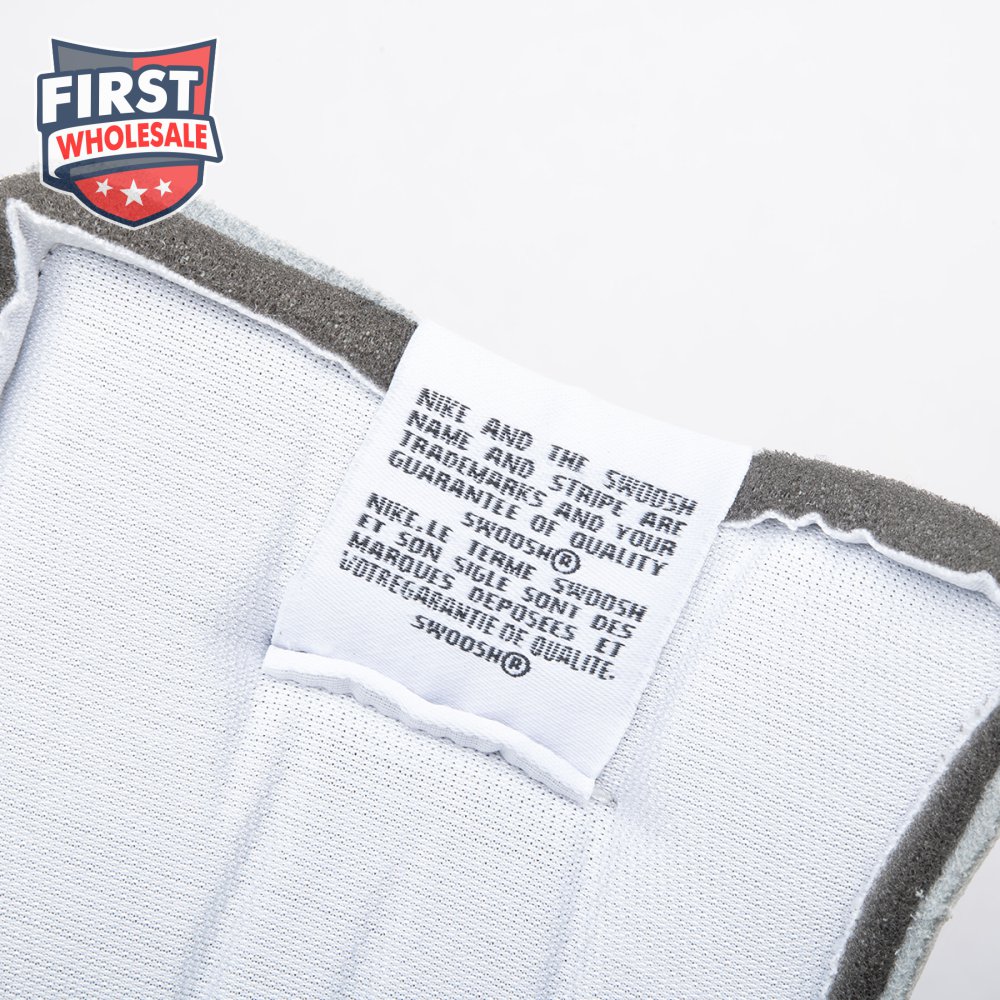 FIRST
WHOLESALE
NIKE AND THE SWOOSH
NAME AND STRIPE ARE
TRADEMARKS AND YOUR
GUARANTEE OF QUALITY
SWOOSH®
NIKE.LE TERME SWOOSH
ET SON SIGLE SONT DES
MARQUES DEPOSEES ET
VOTREGARANTIE DE QUALITE.
SWOOSH®